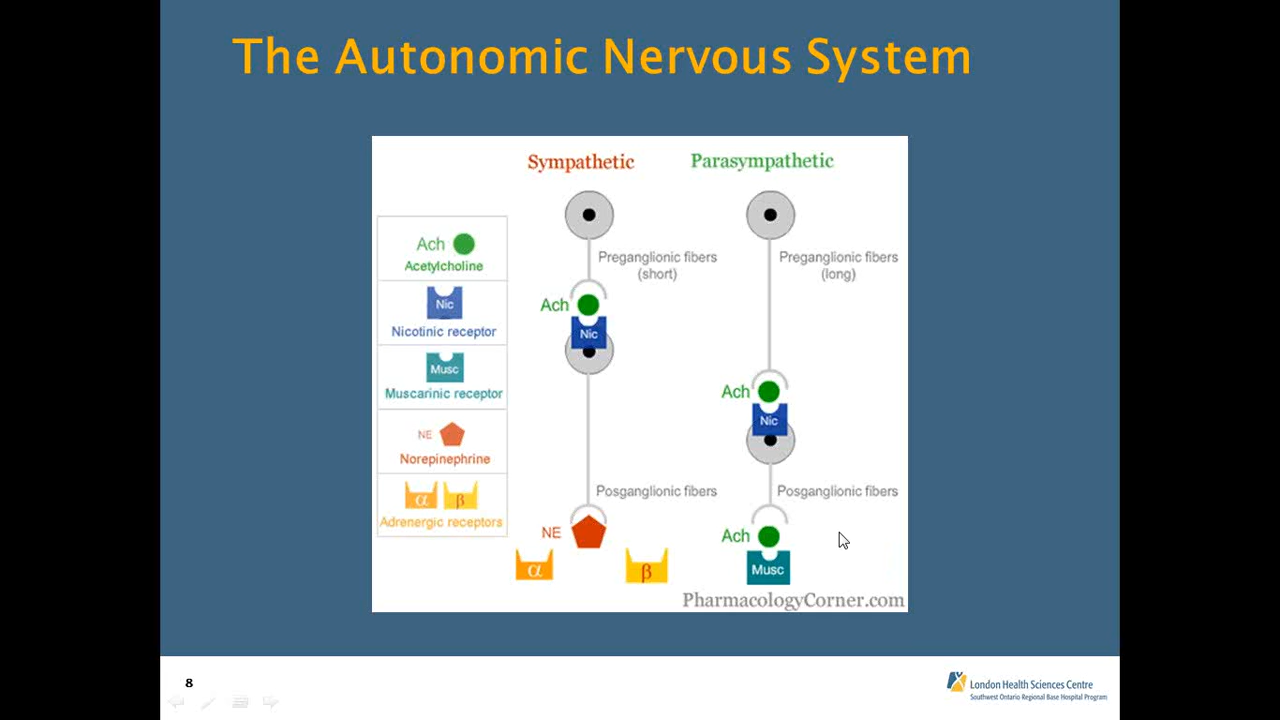 The Autonomic Nervous System
Sympathetic
Parasympathetic
Ach
Acetylcholine
Nic
Nicotinic receptor
Musc
Muscarinic receptor
NE
Norepinephrine
α β
Adrenergic receptors
Preganglionic fibers
(short)
Ach
Nic
Posganglionic fibers
NE
α
β
Preganglionic fibers
(long)
Ach
Nic
Posganglionic fibers
Ach
Musc
PharmacologyCorner.com
8
London Health Sciences Centre
Southwest Ontario Regional Base Hospital Program